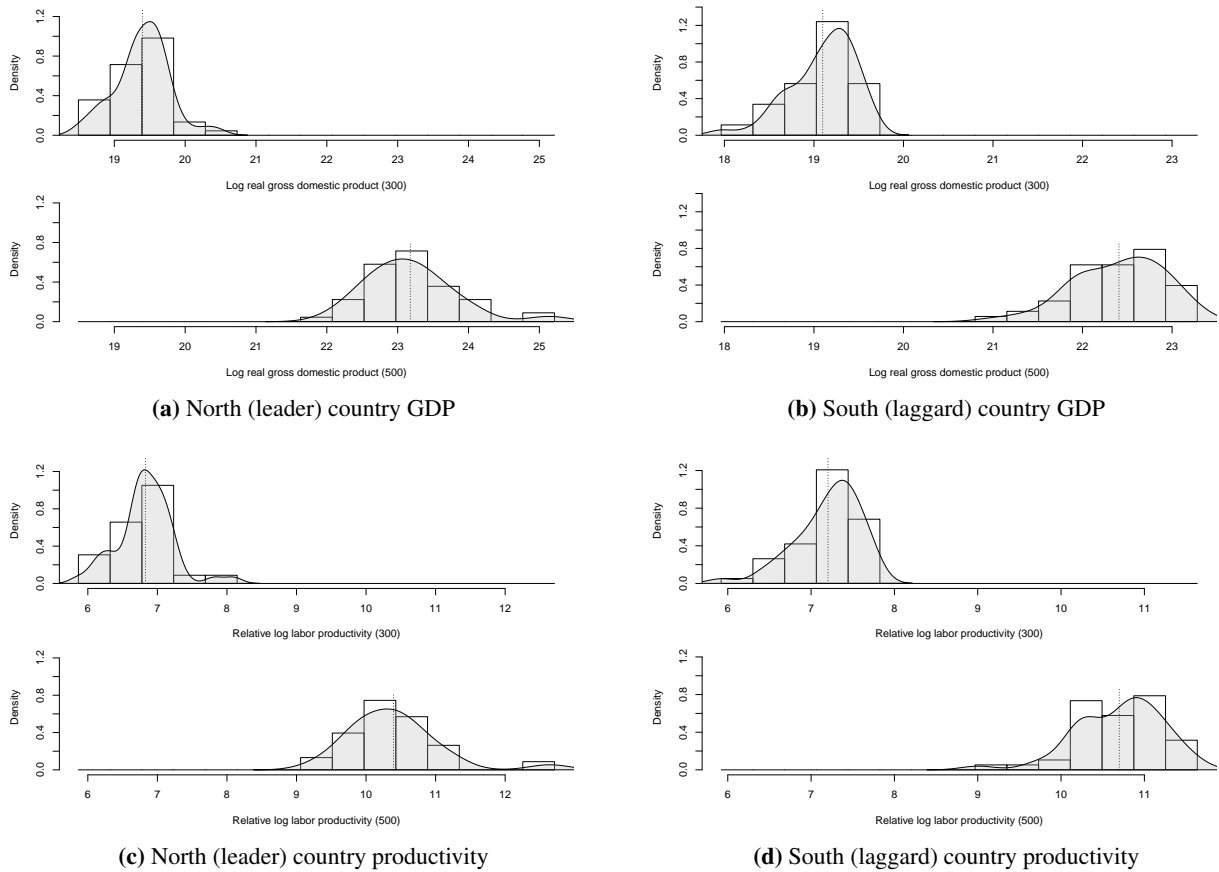 Density
0.0 0.4 0.8 1.2
19 20 21 22 23 24 25
Log real gross domestic product (300)
Density
0.0 0.4 0.8 1.2
19 20 21 22 23 24 25
Log real gross domestic product (500)
(a) North (leader) country GDP
Density
0.0 0.4 0.8 1.2
18 19 20 21 22 23
Log real gross domestic product (300)
Density
0.0 0.4 0.8 1.2
18 19 20 21 22 23
Log real gross domestic product (500)
(b) South (laggard) country GDP
Density
0.0 0.4 0.8 1.2
6 7 8 9 10 11 12
Relative log labor productivity (300)
Density
0.0 0.4 0.8 1.2
6 7 8 9 10 11 12
Relative log labor productivity (500)
(c) North (leader) country productivity
Density
0.0 0.4 0.8 1.2
6 7 8 9 10 11
Relative log labor productivity (300)
Density
0.0 0.4 0.8 1.2
6 7 8 9 10 11
Relative log labor productivity (500)
(d) South (laggard) country productivity